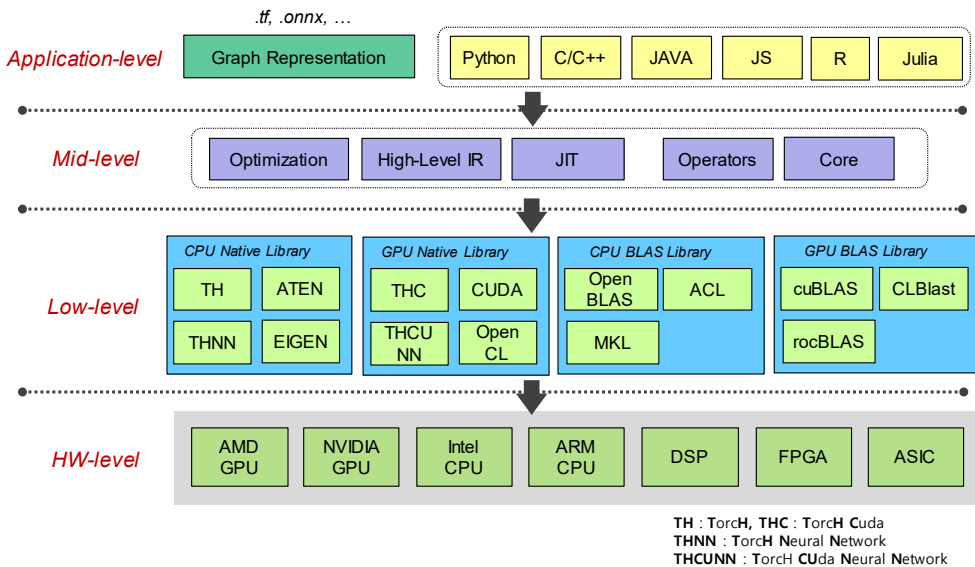 .tf, .onnx, ...
Application-level
Graph Representation
Python
C/C++
JAVA
JS
R
Julia
Mid-level
Optimization
High-Level IR
JIT
Operators
Core
Low-level
CPU Native Library
TH
ATEN
THNN
EIGEN
GPU Native Library
THC
CUDA
THCU
NN
Open
CL
CPU BLAS Library
Open
BLAS
ACL
MKL
GPU BLAS Library
cuBLAS
CLBlast
rocBLAS
HW-level
AMD
GPU
NVIDIA
GPU
Intel
CPU
ARM
CPU
DSP
FPGA
ASIC
TH : TorcH, THC : TorcH Cuda
THNN : TorcH Neural Network
THCUNN : TorcH CUda Neural Network